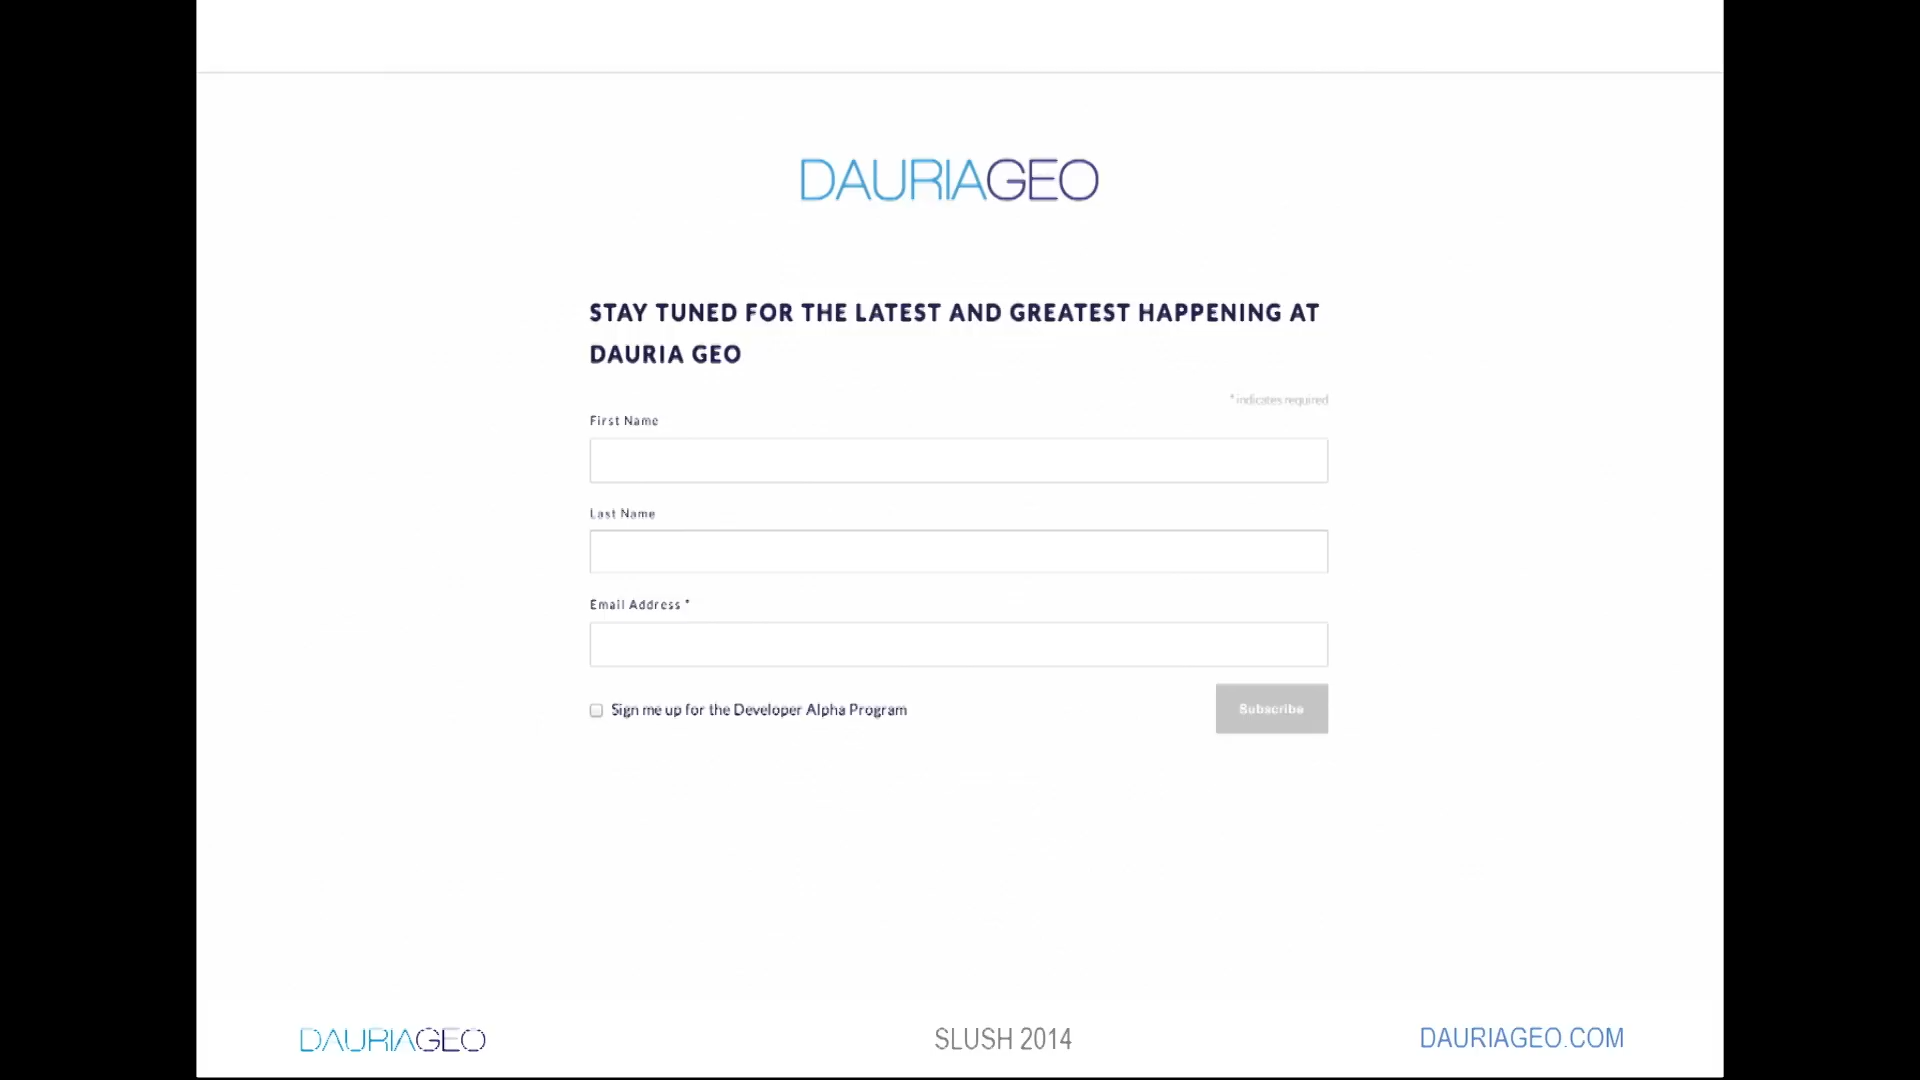 DAURIAGEO
STAY TUNED FOR THE LATEST AND GREATEST HAPPENING AT
DAURIA GEO
* indicates required
First Name
Last Name
Email Address *
Sign me up for the Developer Alpha Program
Subscribe
DAURIAGEO
SLUSH 2014
DAURIAGEO.COM